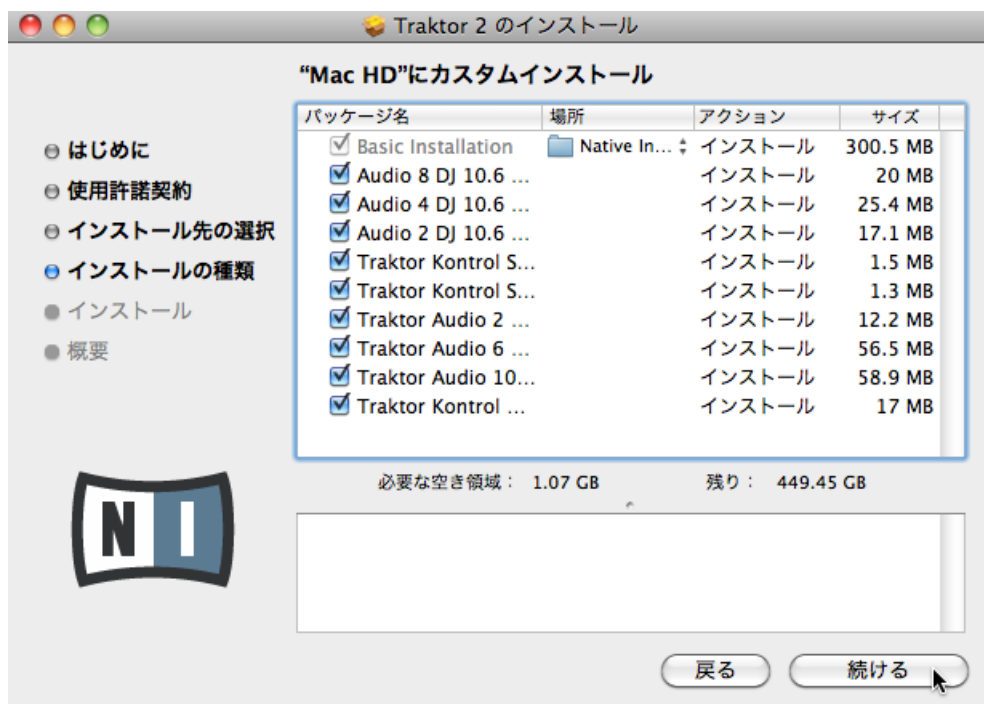 Traktor 2 のインストール
“Mac HD”にカスタムインストール
はじめに
使用許諾契約
インストール先の選択
インストールの種類
インストール
概要
パッケージ名 場所 アクション サイズ
Basic Installation Native In... インストール 300.5 MB
Audio 8 DJ 10.6 ... インストール 20 MB
Audio 4 DJ 10.6 ... インストール 25.4 MB
Audio 2 DJ 10.6 ... インストール 17.1 MB
Traktor Kontrol S... インストール 1.5 MB
Traktor Kontrol S... インストール 1.3 MB
Traktor Audio 2 ... インストール 12.2 MB
Traktor Audio 6 ... インストール 56.5 MB
Traktor Audio 10... インストール 58.9 MB
Traktor Kontrol ... インストール 17 MB
必要な空き領域： 1.07 GB 残り： 449.45 GB
NI
戻る 続ける